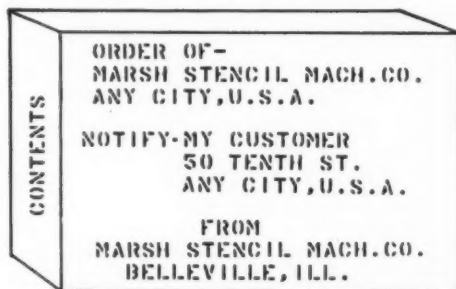 CONTENTS
ORDER OF-
MARSH STENCIL MACH.CO.
ANY CITY,U.S.A.
NOTIFY-MY CUSTOMER
50 TENTH ST.
ANY CITY,U.S.A.
FROM
MARSH STENCIL MACH.CO.
BELLEVILLE,ILL.